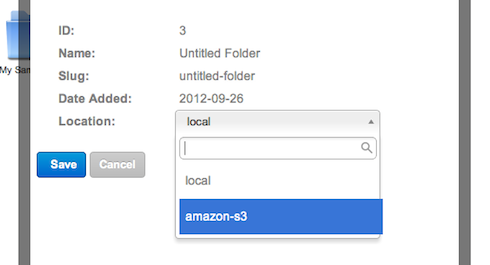 ID: 3
Name: Untitled Folder
Slug: untitled-folder
Date Added: 2012-09-26
Location: local
My San
local
Save Cancel
amazon-s3